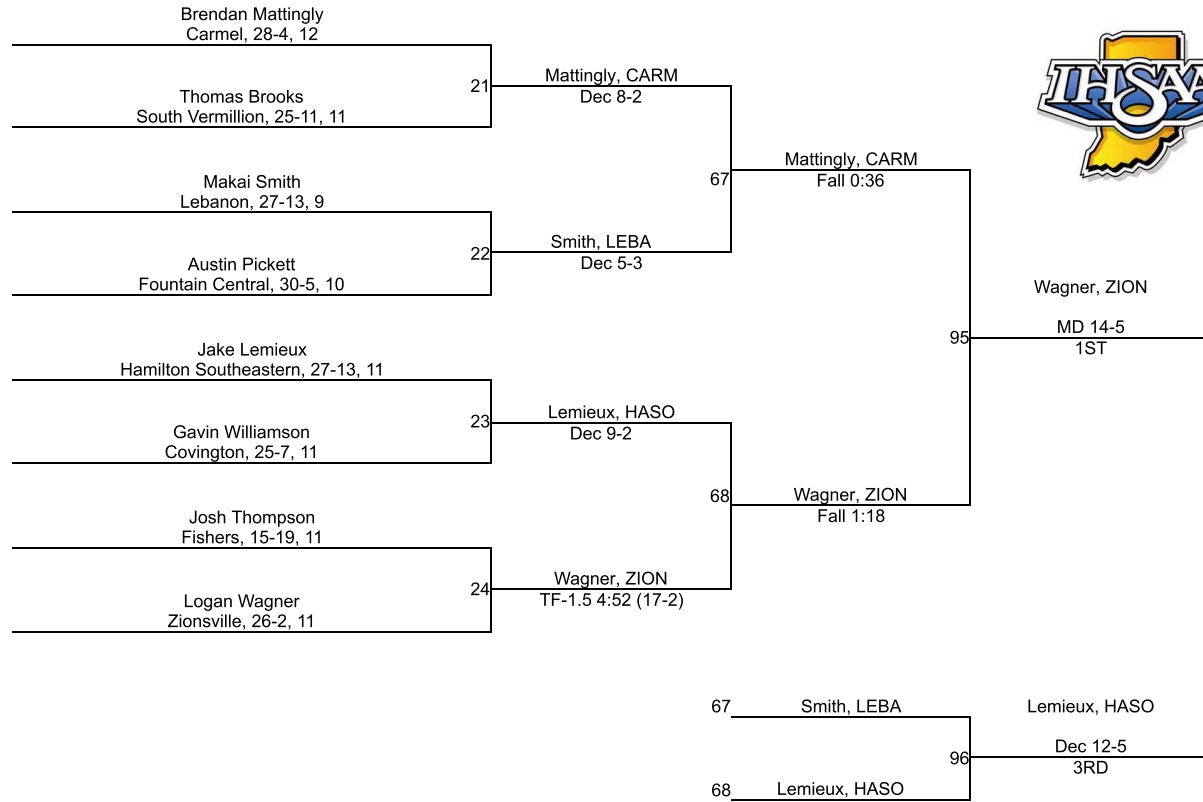 Brendan Mattingly
Carmel, 28-4, 12
21
Mattingly, CARM
Dec 8-2
Thomas Brooks
South Vermillion, 25-11, 11
67
Mattingly, CARM
Fall 0:36
Makai Smith
Lebanon, 27-13, 9
22
Smith, LEBA
Dec 5-3
Austin Pickett
Fountain Central, 30-5, 10
95
Wagner, ZION
MD 14-5
1ST
Jake Lemieux
Hamilton Southeastern, 27-13, 11
23
Lemieux, HASO
Dec 9-2
Gavin Williamson
Covington, 25-7, 11
68
Wagner, ZION
Fall 1:18
Josh Thompson
Fishers, 15-19, 11
24
Wagner, ZION
TF-1.5 4:52 (17-2)
Logan Wagner
Zionsville, 26-2, 11
67
Smith, LEBA
96
Lemieux, HASO
Dec 12-5
3RD
68
Lemieux, HASO
IHSAA